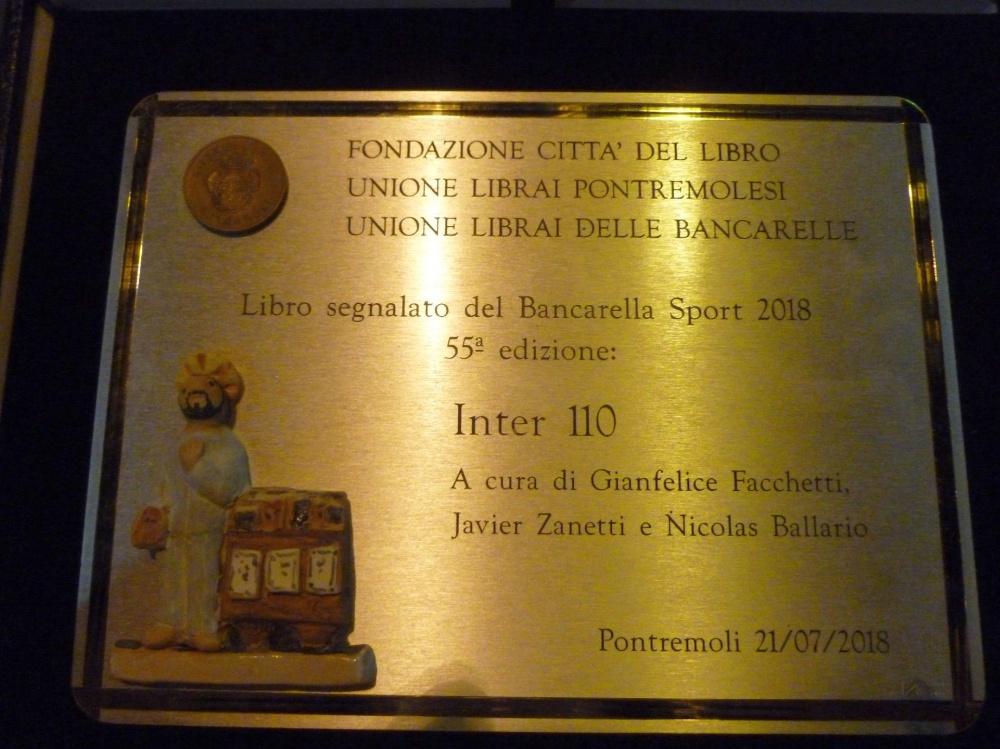 FONDAZIONE CITTA' DEL LIBRO
UNIONE LIBRAI PONTREMOLESI
UNIONE LIBRAI DELLE BANCARELLE
Libro segnalato del Bancarella Sport 2018
55ª edizione:
Inter 110
A cura di Gianfelice Facchetti,
Javier Zanetti e Nicolas Ballario
Pontremoli 21/07/2018